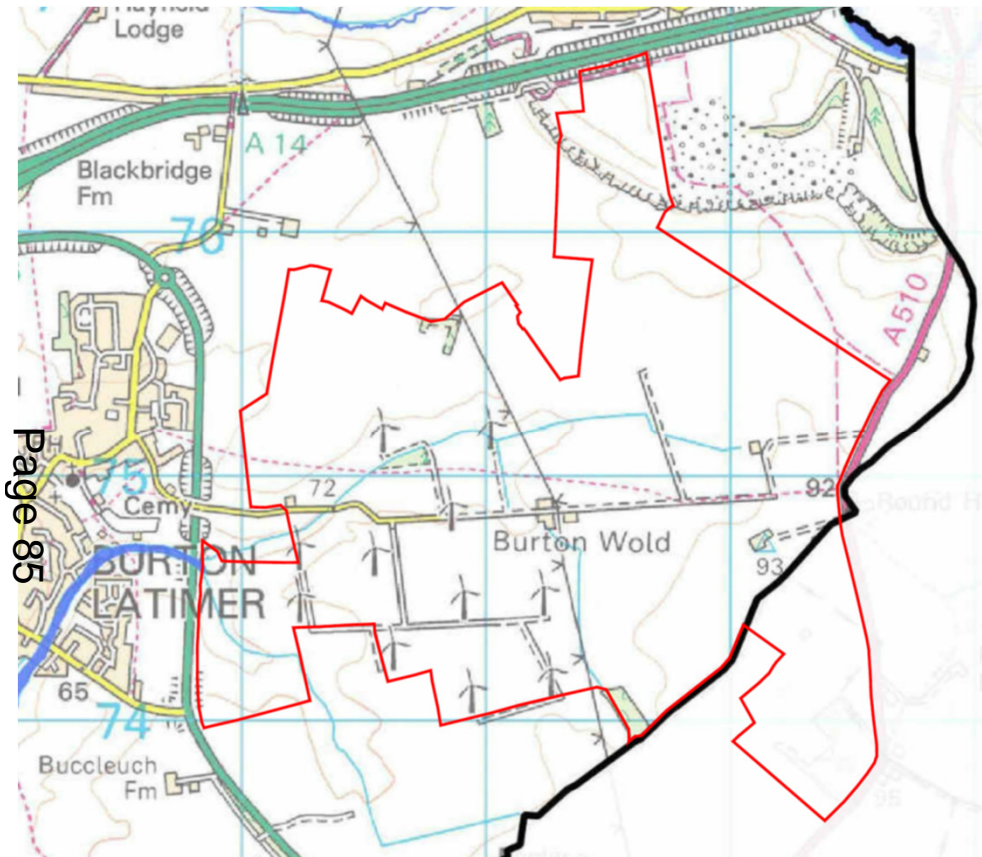 Lodge
A 14
Blackbridge
Fm
76
A510
75
Cemy
72
92
Burton Wold
93
BURTON
LATIMER
65
74
Buccleuch
Fm
Page 85